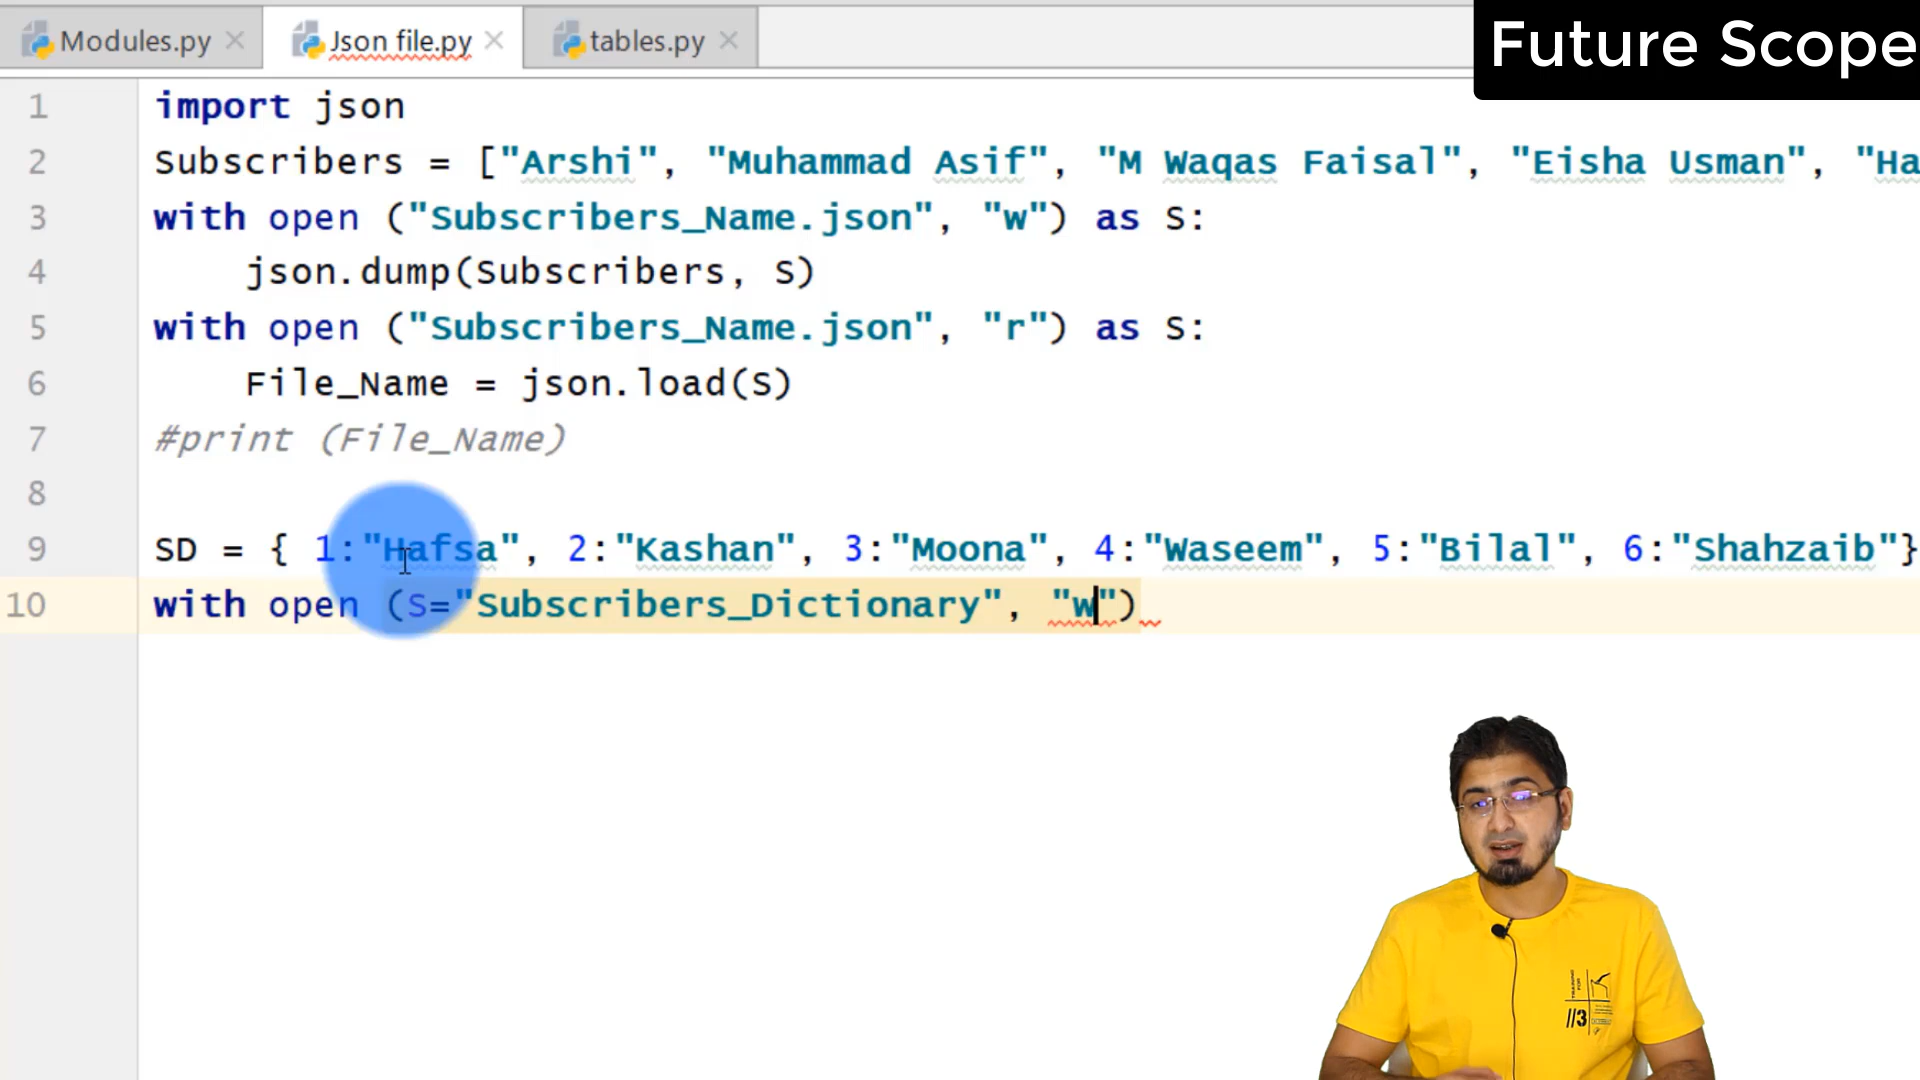 Modules.py
Json file.py
tables.py
Future Scope
1 import json
2 Subscribers = ["Arshi", "Muhammad Asif", "M Waqas Faisal", "Eisha Usman", "Ha
3 with open ("Subscribers_Name.json", "w") as S:
4 json.dump(Subscribers, S)
5 with open ("Subscribers_Name.json", "r") as S:
6 File_Name = json.load(S)
7 #print (File_Name)
8
9 SD = { 1:"Hafsa", 2:"Kashan", 3:"Moona", 4:"Waseem", 5:"Bilal", 6:"Shahzaib"}
10 with open (S="Subscribers_Dictionary", "w")
TRAINING FOR
//3